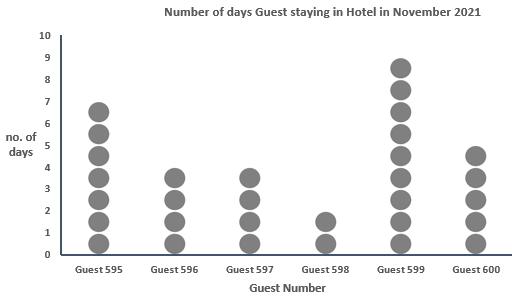 Number of days Guest staying in Hotel in November 2021
10
9
8
7
6
5
4
3
2
1
0
no. of
days
Guest 595 Guest 596 Guest 597 Guest 598 Guest 599 Guest 600
Guest Number